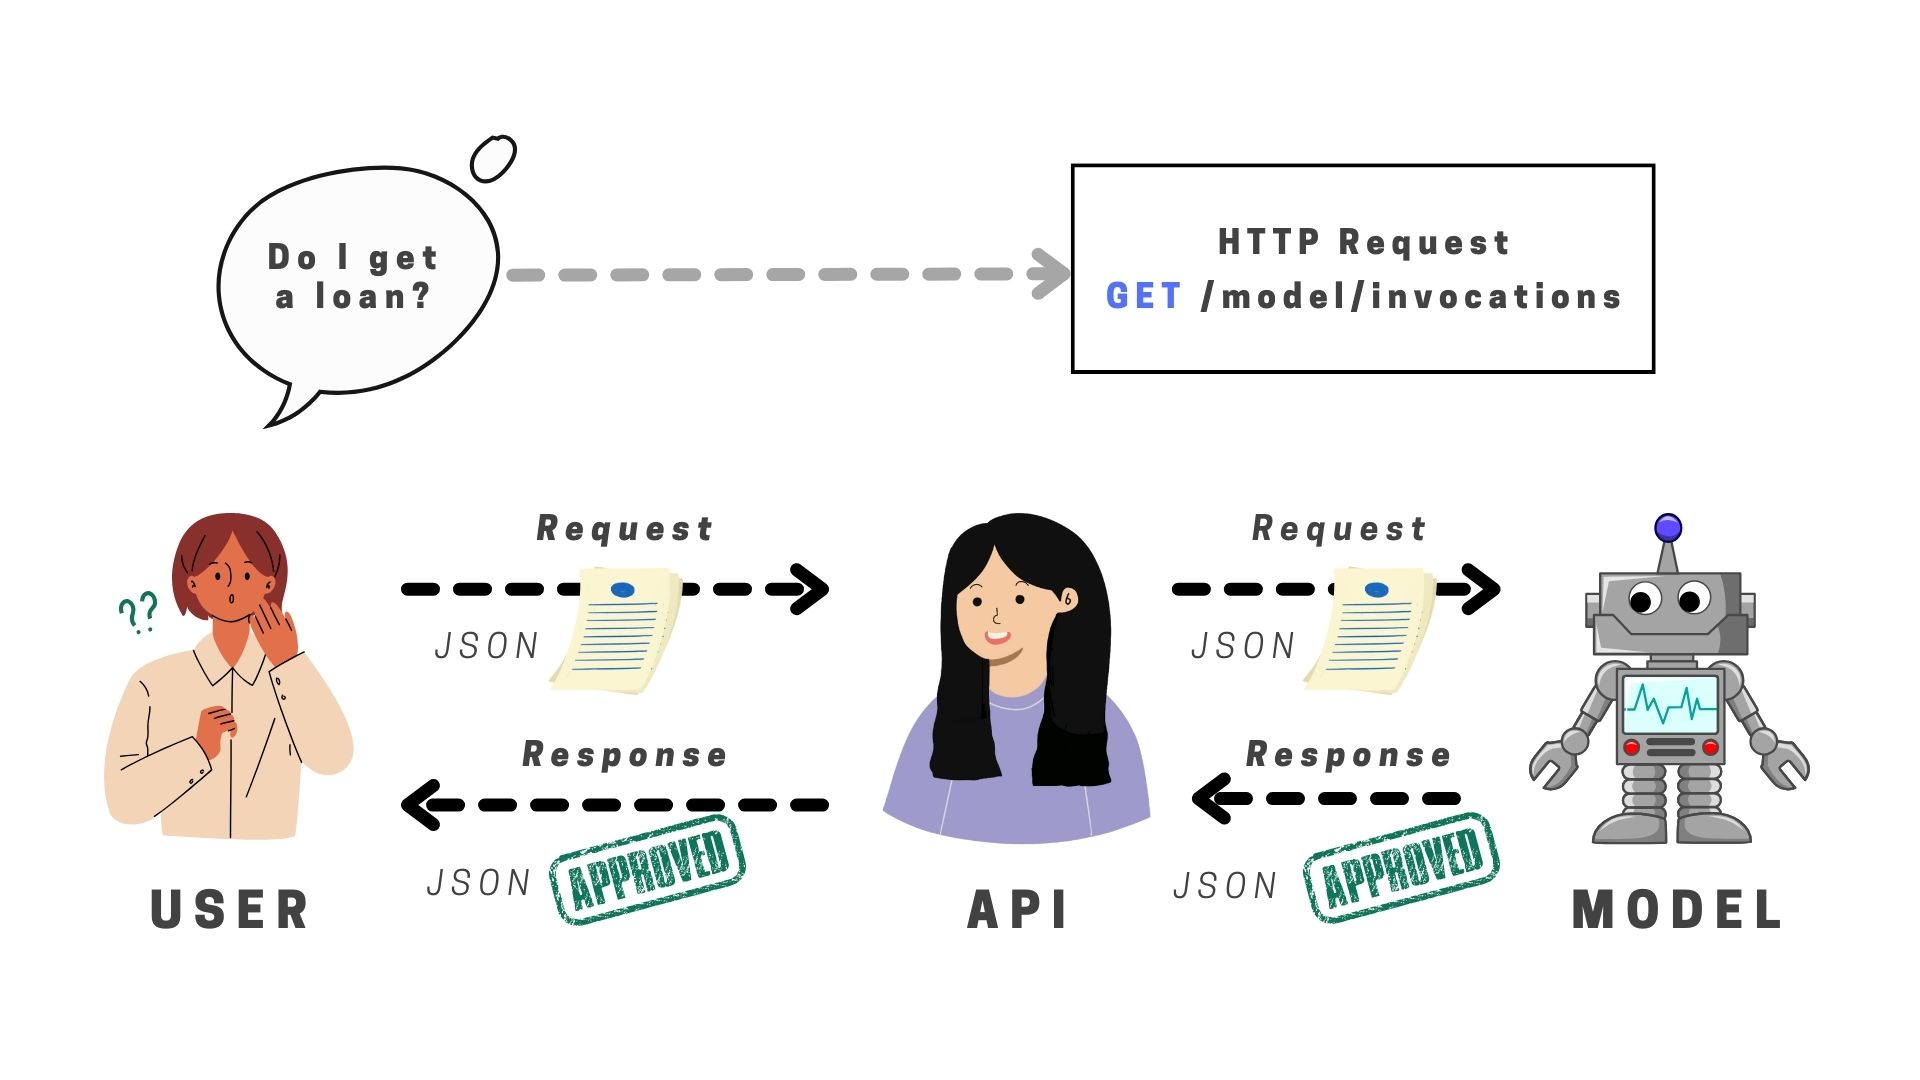 Do I get
a loan?
HTTP Request
GET /model/invocations
Request
JSON
Request
JSON
??
Response
JSON
APPROVED
Response
JSON
APPROVED
USER
API
MODEL